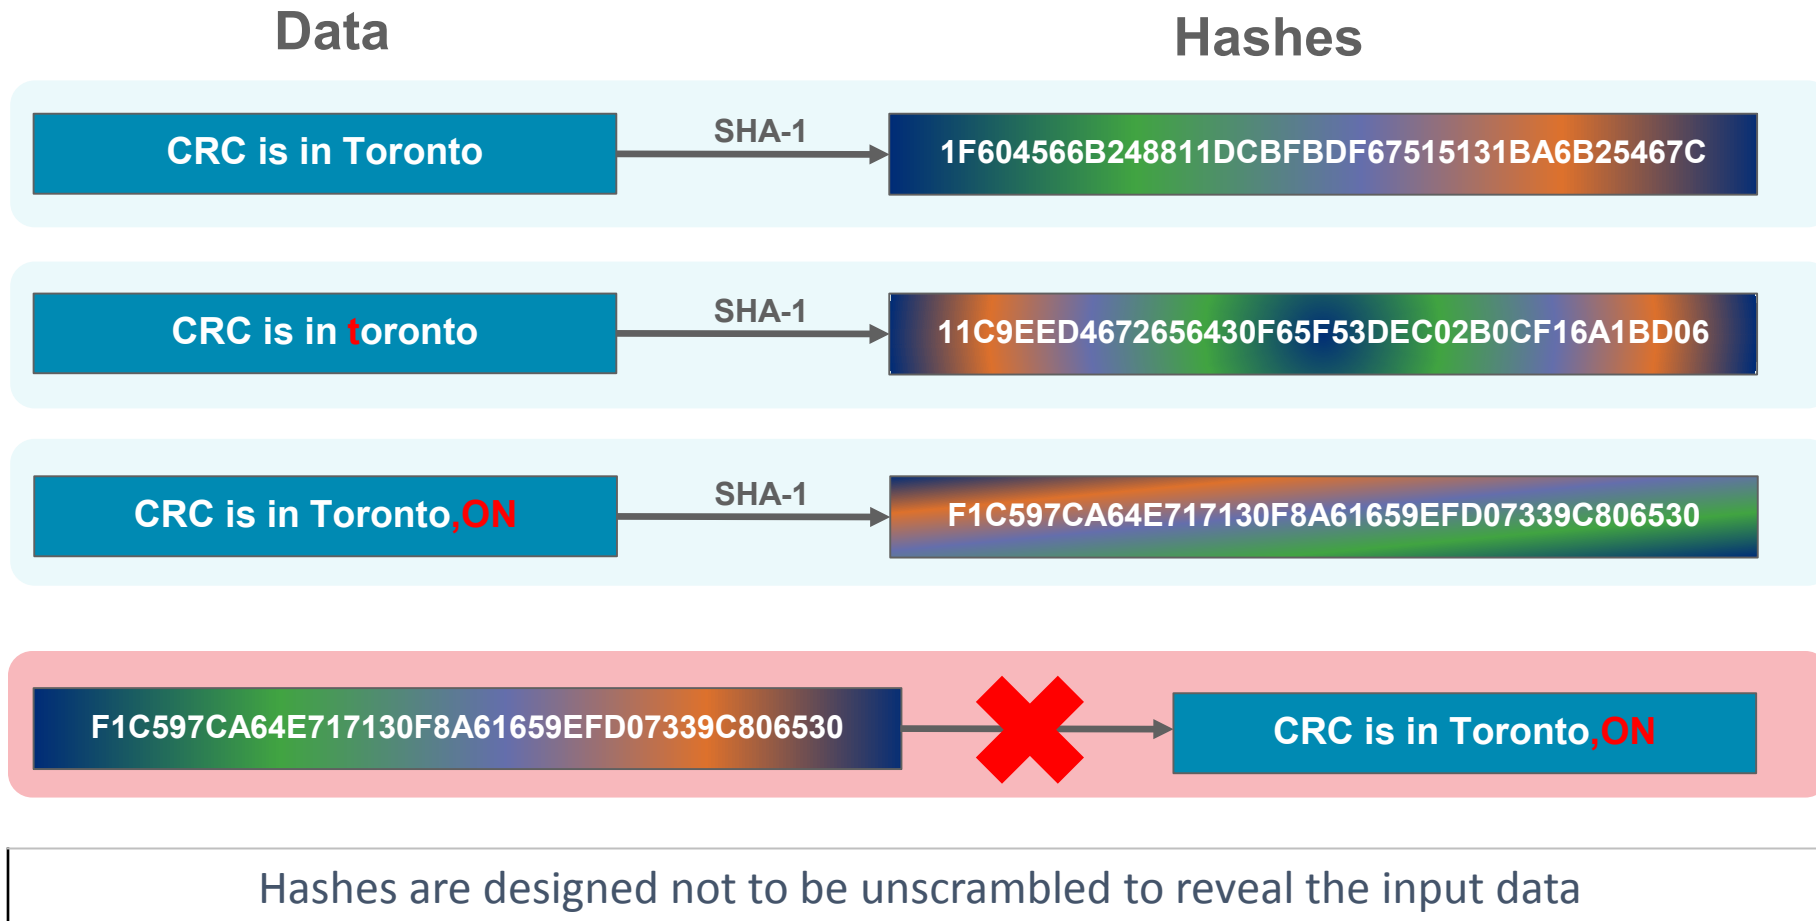 Data
Hashes
CRC is in Toronto
SHA-1
1F604566B248811DCBFBDF67515131BA6B25467C
CRC is in toronto
SHA-1
11C9EED4672656430F65F53DEC02B0CF16A1BD06
CRC is in Toronto,ON
SHA-1
F1C597CA64E717130F8A61659EFD07339C806530
F1C597CA64E717130F8A61659EFD07339C806530
CRC is in Toronto,ON
Hashes are designed not to be unscrambled to reveal the input data